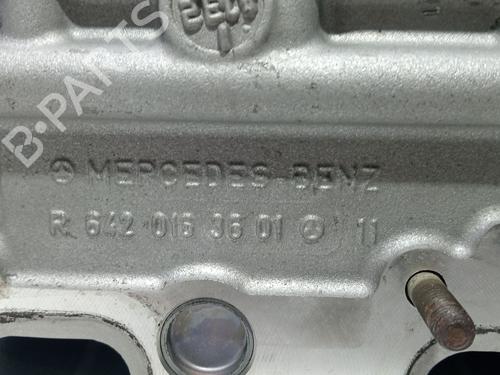 B-PARTS
MERCEDES-BENZ
R 642 016 36 01 11